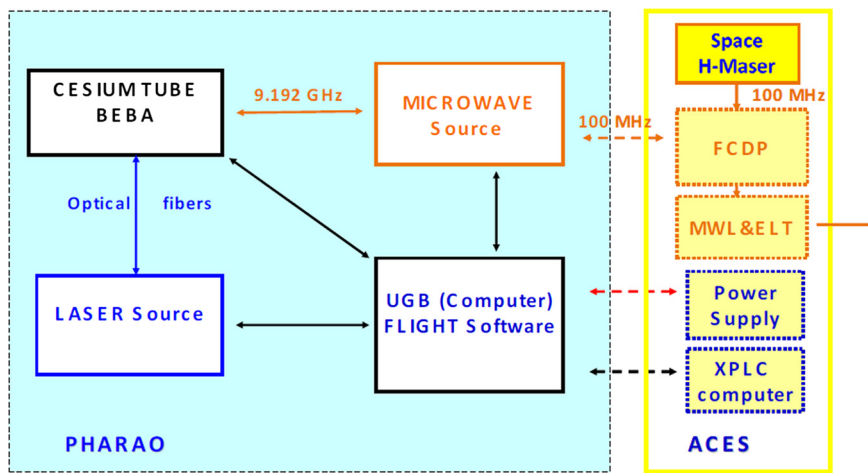 CESIUM TUBE
BEBA
9.192 GHz
MICROWAVE
Source
Optical fibers
LASER Source
UGB (Computer)
FLIGHT Software
PHARAO
Space
H-Maser
100 MHz
100 MHz
FCDP
MWL&ELT
Power
Supply
XPLC
computer
ACES